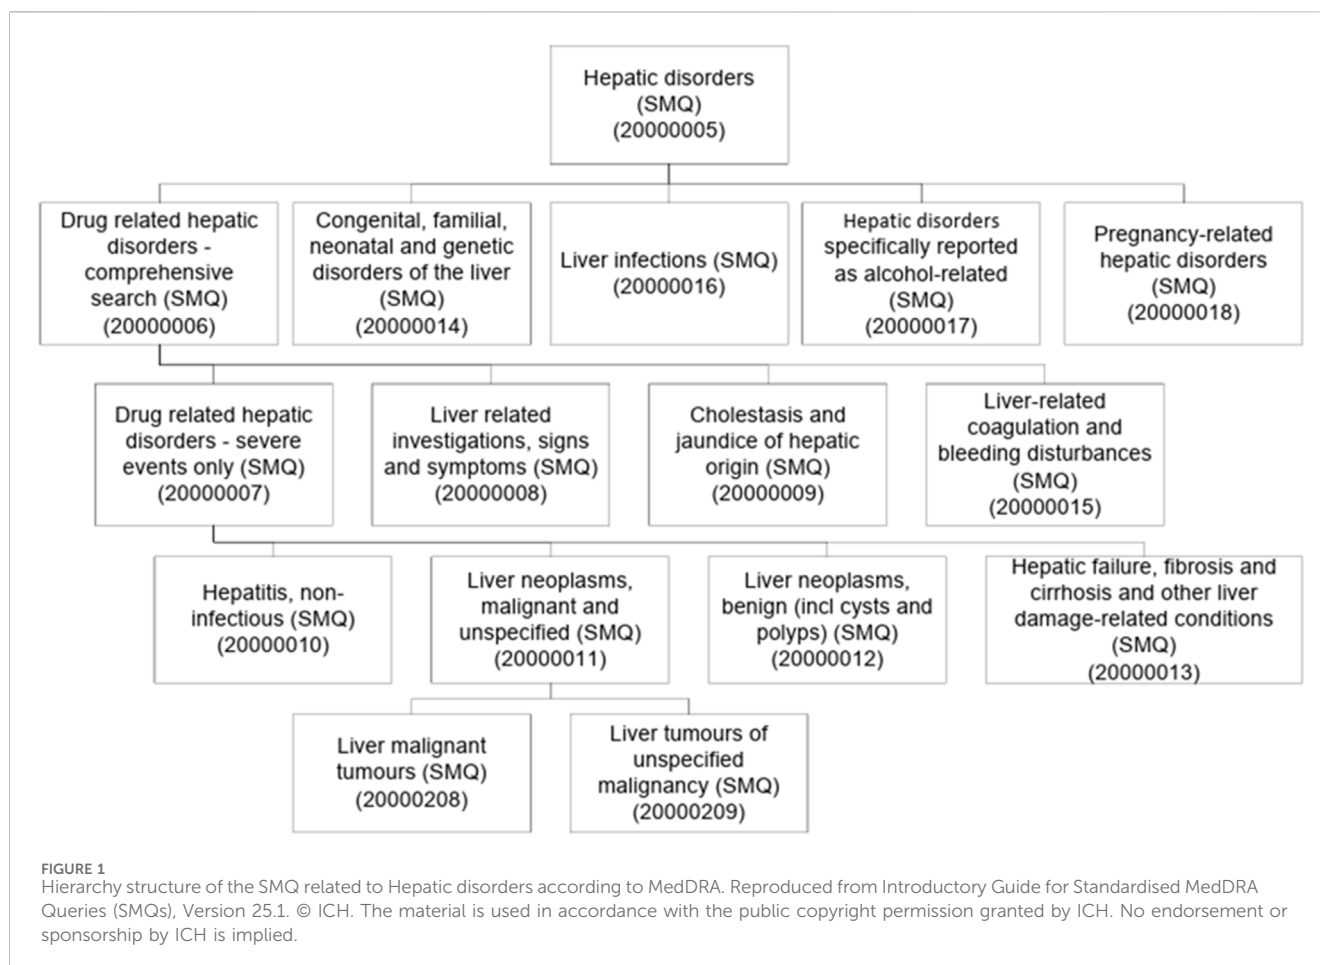 Hepatic disorders
(SMQ)
(20000005)
Drug related hepatic
disorders -
comprehensive
search (SMQ)
(20000006)
Congenital, familial,
neonatal and genetic
disorders of the liver
(SMQ)
(20000014)
Liver infections (SMQ)
(20000016)
Hepatic disorders
specifically reported
as alcohol-related
(SMQ)
(20000017)
Pregnancy-related
hepatic disorders
(SMQ)
(20000018)
Drug related hepatic
disorders - severe
events only (SMQ)
(20000007)
Liver related
investigations, signs
and symptoms (SMQ)
(20000008)
Cholestasis and
jaundice of hepatic
origin (SMQ)
(20000009)
Liver-related
coagulation and
bleeding disturbances
(SMQ)
(20000015)
Hepatitis, non-
infectious (SMQ)
(20000010)
Liver neoplasms,
malignant and
unspecified (SMQ)
(20000011)
Liver neoplasms,
benign (incl cysts and
polyps) (SMQ)
(20000012)
Hepatic failure, fibrosis and
cirrhosis and other liver
damage-related conditions
(SMQ)
(20000013)
Liver malignant
tumours (SMQ)
(20000208)
Liver tumours of
unspecified
malignancy (SMQ)
(20000209)
FIGURE 1
Hierarchy structure of the SMQ related to Hepatic disorders according to MedDRA. Reproduced from Introductory Guide for Standardised MedDRA
Queries (SMQs), Version 25.1. © ICH. The material is used in accordance with the public copyright permission granted by ICH. No endorsement or
sponsorship by ICH is implied.